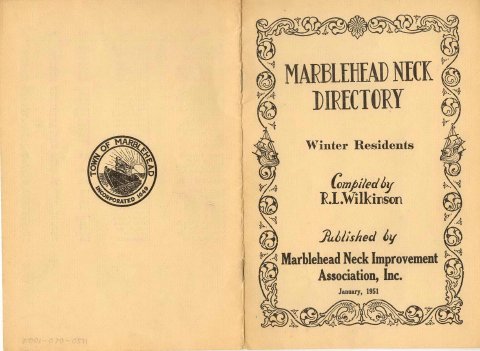 TOWN OF MARBLEHEAD
INCORPORATED 1649
MARBLEHEAD NECK
DIRECTORY
Winter Residents
Compiled by
R.L.Wilkinson
Published by
Marblehead Neck Improvement
Association, Inc.
January, 1951